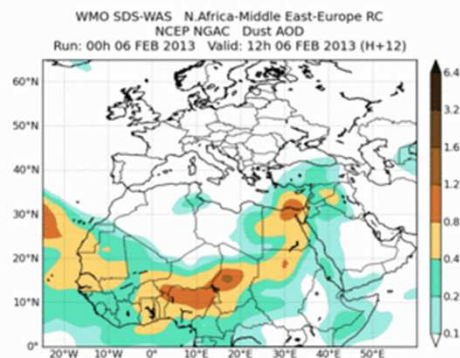 WMO SDS-WAS   N.Africa-Middle East-Europe RC
NCEP NGAC   Dust AOD
Run: 00h 06 FEB 2013   Valid: 12h 06 FEB 2013 (H+12)
60°N
50°N
40°N
30°N
20°N
10°N
0°
20°W 10°W 0° 10°E 20°E 30°E 40°E 50°E
6.4
3.2
1.6
1.2
0.8
0.4
0.2
0.1